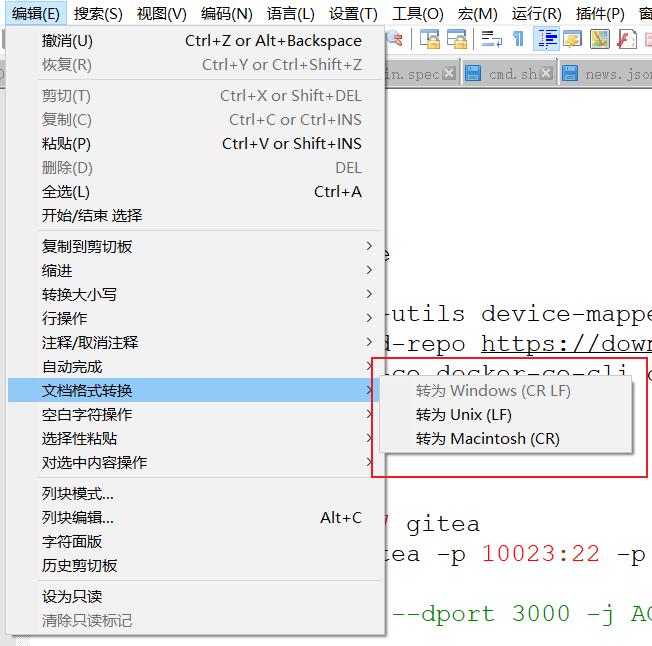 编辑(E) 搜索(S) 视图(V) 编码(N) 语言(L) 设置(T) 工具(O) 宏(M) 运行(R) 插件(P)
撤消(U) Ctrl+Z or Alt+Backspace
恢复(R) Ctrl+Y or Ctrl+Shift+Z
in.spec cmd.sh news.jso
剪切(T) Ctrl+X or Shift+DEL
复制(C) Ctrl+C or Ctrl+INS
粘贴(P) Ctrl+V or Shift+INS
删除(D) DEL
全选(L) Ctrl+A
开始/结束 选择
复制到剪切板
缩进
转换大小写
行操作
-utils device-mappe
注释/取消注释
d-repo https://down
自动完成
文档格式转换
转为 Windows (CR LF)
空白字符操作
转为 Unix (LF)
选择性粘贴
转为 Macintosh (CR)
对选中内容操作
列块模式...
列块编辑... Alt+C
gitea
字符面版
tea -p 10023:22 -p
历史剪切板
设为只读
--dport 3000 -j AC
清除只读标记